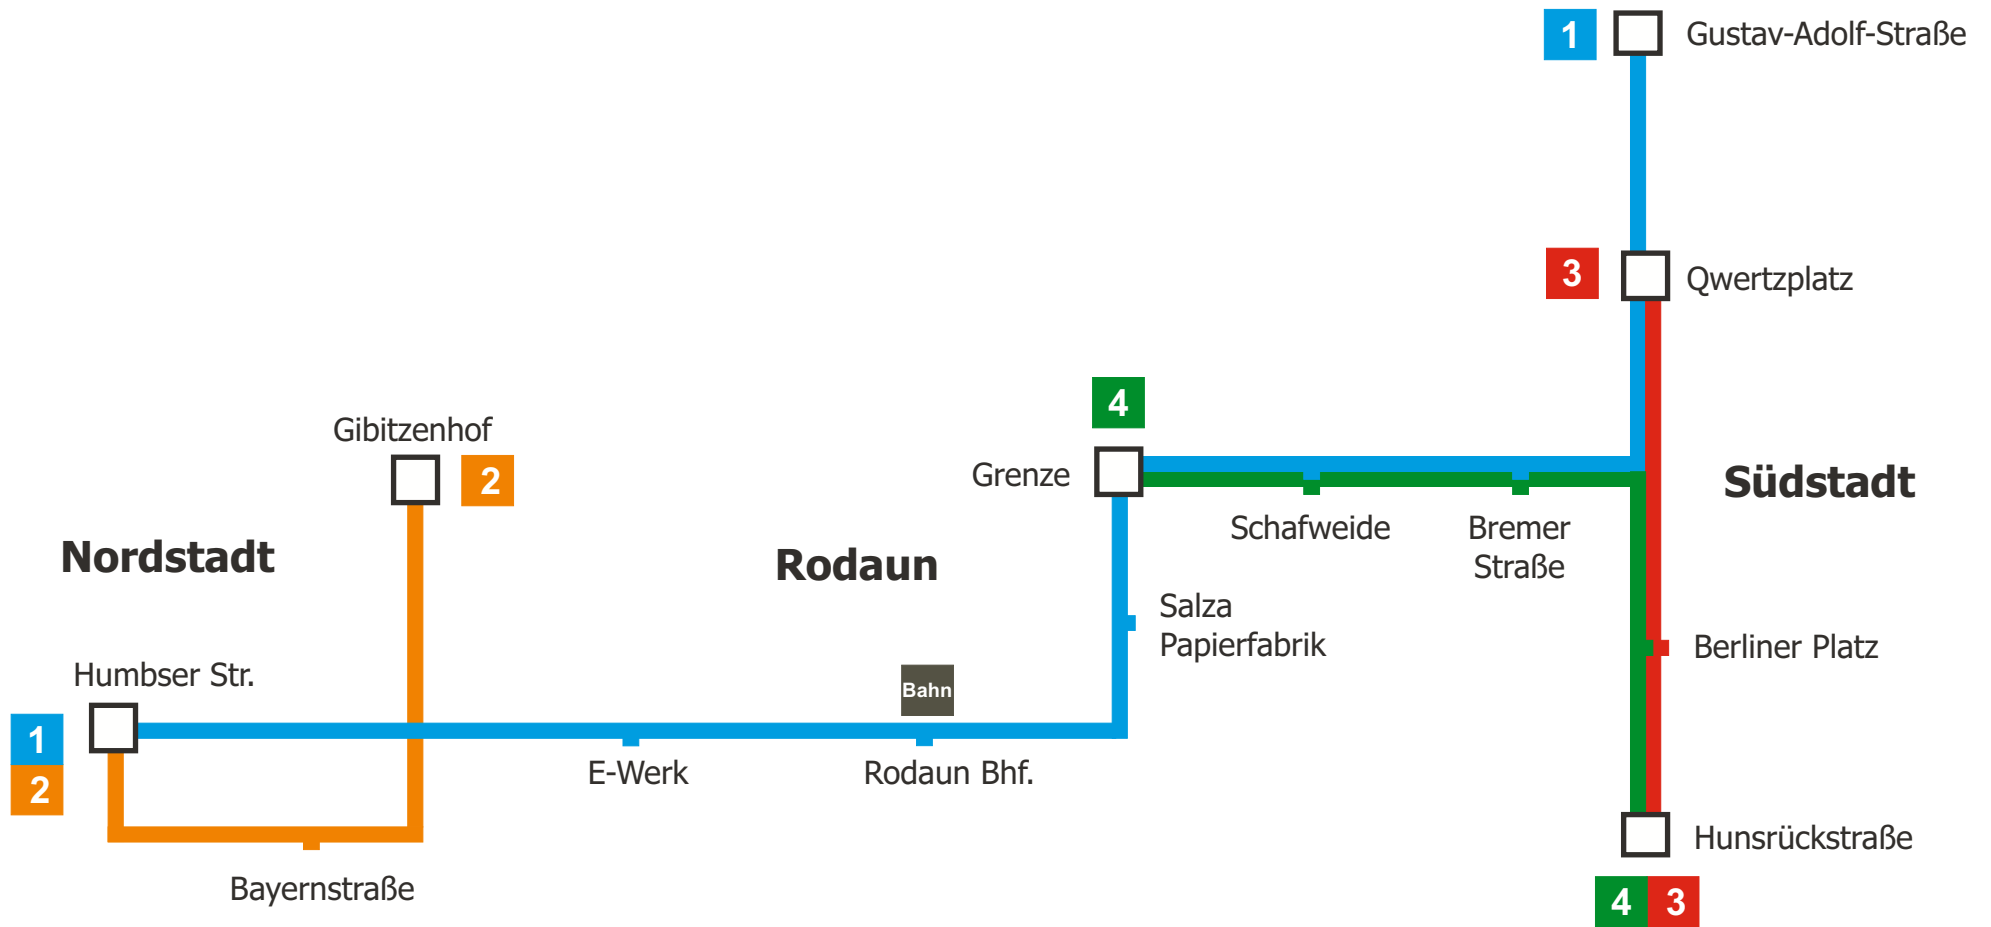 1
Gustav-Adolf-Straße
3
Qwertzplatz
4
Gibitzenhof
2
Grenze
Südstadt
Schafweide
Bremer
Straße
Nordstadt
Rodaun
Salza
Papierfabrik
Berliner Platz
Humbser Str.
Bahn
1
2
E-Werk
Rodaun Bhf.
Hunsrückstraße
Bayernstraße
4 3